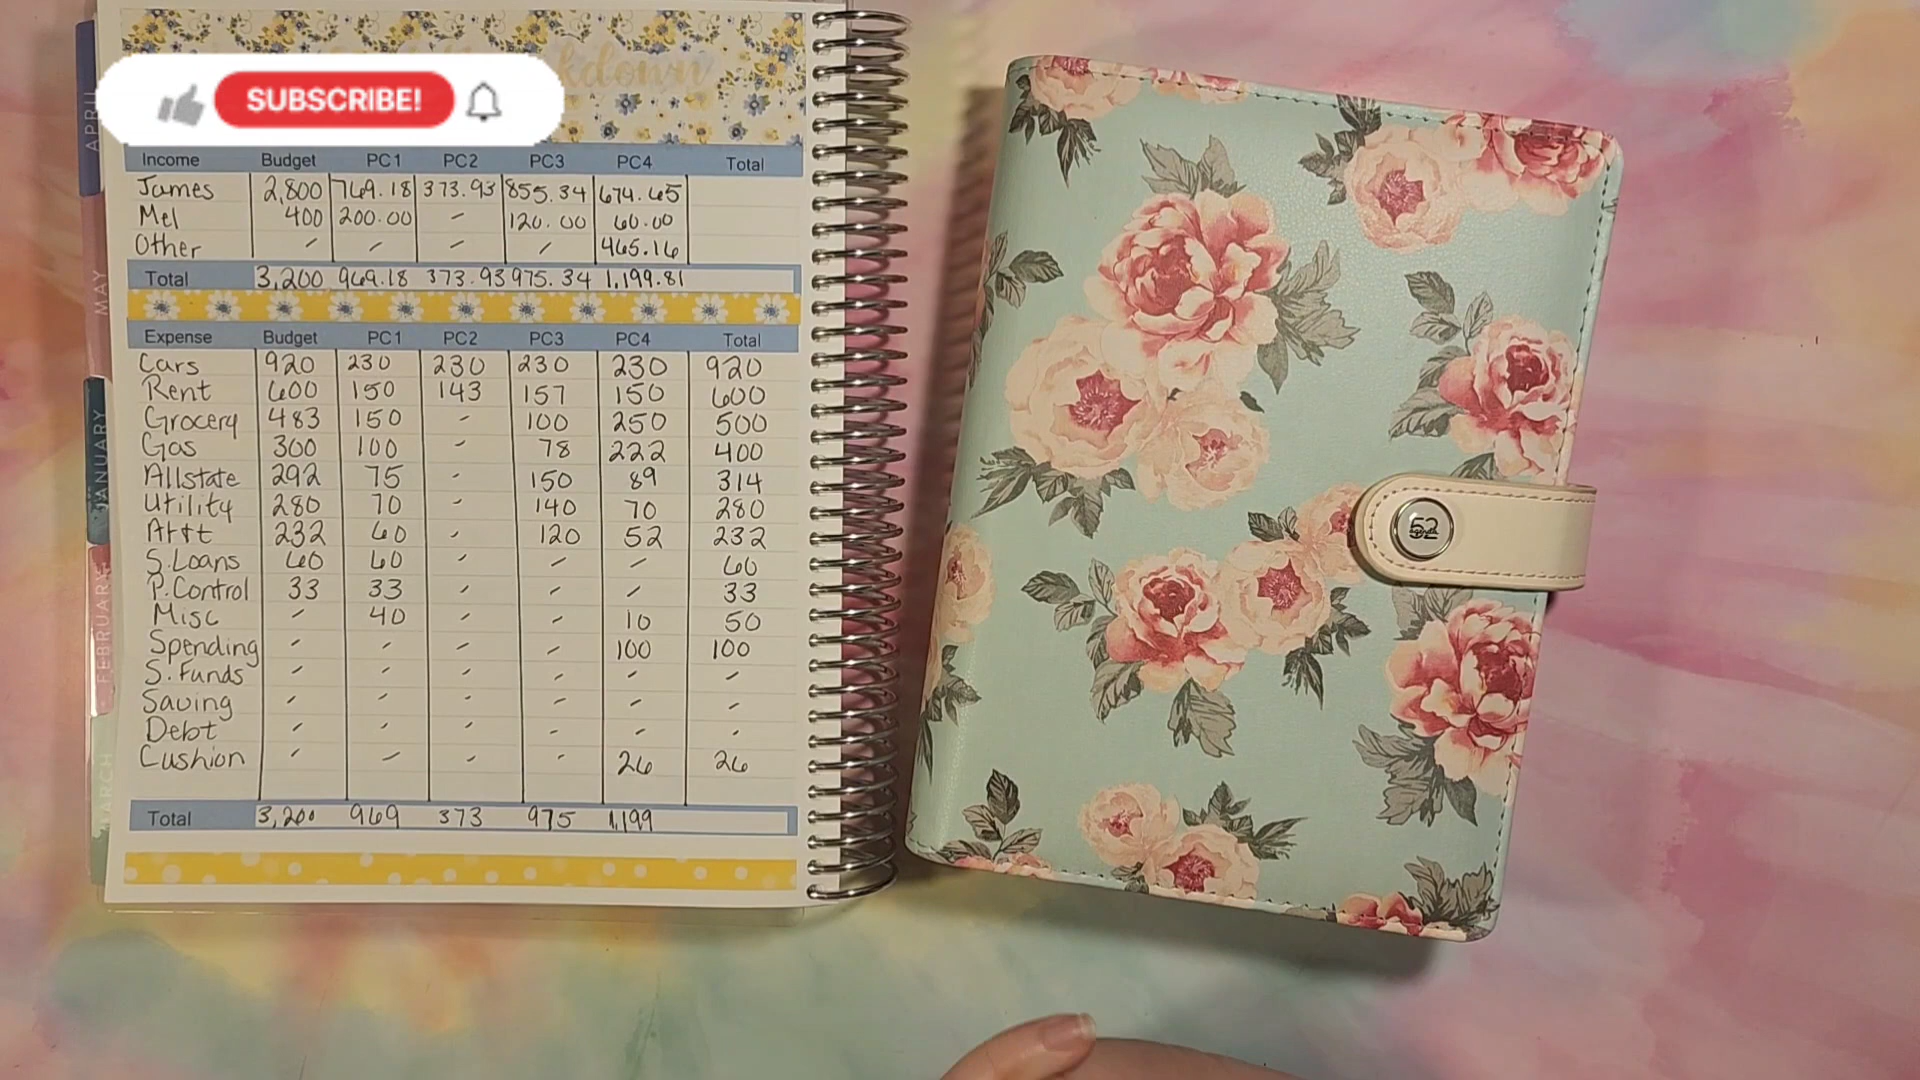 SUBSCRIBE!
Income Budget PC1 PC2 PC3 PC4 Total
James 2,800 769.18 373.93 855.34 674.65
Mel 400 200.00 - 120.00 60.00
Other - - - - 465.16
Total 3,200 969.18 373.93 975.34 1,199.81
Expense Budget PC1 PC2 PC3 PC4 Total
Cars 920 230 230 230 230 920
Rent 600 150 143 157 150 600
Grocery 483 150 - 100 250 500
Gas 300 100 - 78 222 400
Allstate 292 75 - 150 89 314
Utility 280 70 - 140 70 280
At&t 232 60 - 120 52 232
S.Loans 60 60 - - - 60
P.Control 33 33 - - - 33
Misc - 40 - - 10 50
Spending - - - - 100 100
S.Funds - - - - - -
Saving - - - - - -
Debt - - - - - -
Cushion - - - - 26 26
Total 3,200 969 373 975 1,199
APRIL
MAY
JANUARY
FEBRUARY
MARCH
52